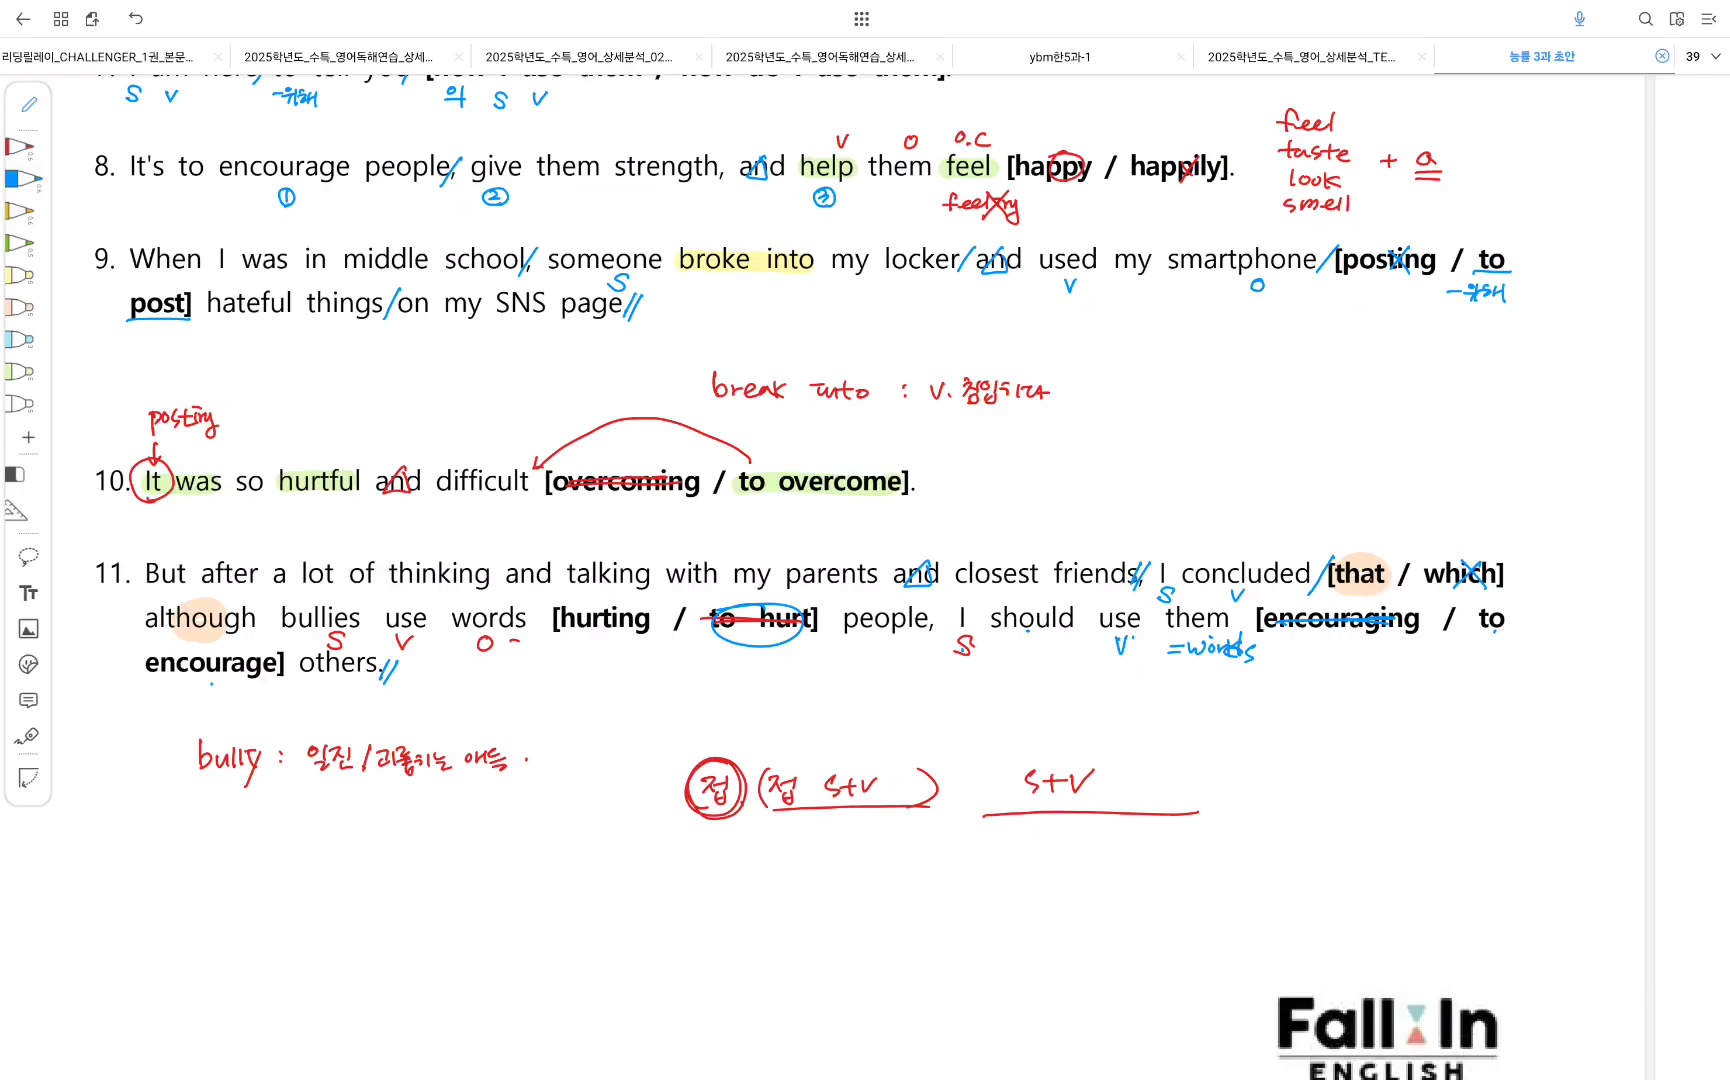 리딩릴레이_CHALLENGER_1권_본문...
2025학년도_수특_영어독해연습_상세...
2025학년도_수특_영어_상세분석_02...
2025학년도_수특_영어독해연습_상세...
ybm한5과-1
2025학년도_수특_영어_상세분석_TE...
능률 3과 초안
39
S V -위해 의 S V
V O O.C
feel
taste
look
smell
+ a
8. It's to encourage people, give them strength, and help them feel [happy / happily].
① ② ③ feeling
9. When I was in middle school, someone broke into my locker and used my smartphone [posting / to
S V O -위해
post] hateful things on my SNS page
break into : V. 침입하다
posting
10. It was so hurtful and difficult [overcoming / to overcome].
11. But after a lot of thinking and talking with my parents and closest friends, I concluded [that / which]
S V
although bullies use words [hurting / to hurt] people, I should use them [encouraging / to
S V O S V =words
encourage] others.
bully : 일진 / 괴롭히는 애들.
접 (접 S+V) S+V
Fall In
ENGLISH